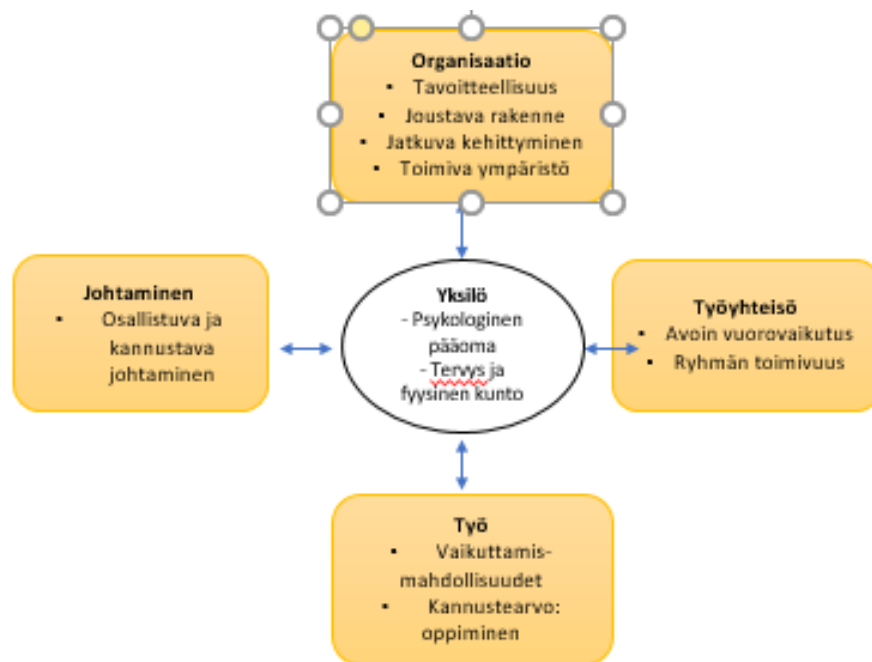 Organisaatio
▪ Tavoitteellisuus
▪ Joustava rakenne
▪ Jatkuva kehittyminen
▪ Toimiva ympäristö
Johtaminen
▪ Osallistuva ja
kannustava
johtaminen
Yksilö
- Psykologinen
pääoma
- Tervys ja
fyysinen kunto
Työyhteisö
▪ Avoin vuorovaikutus
▪ Ryhmän toimivuus
Työ
▪ Vaikuttamis-
mahdollisuudet
▪ Kannustearvo:
oppiminen